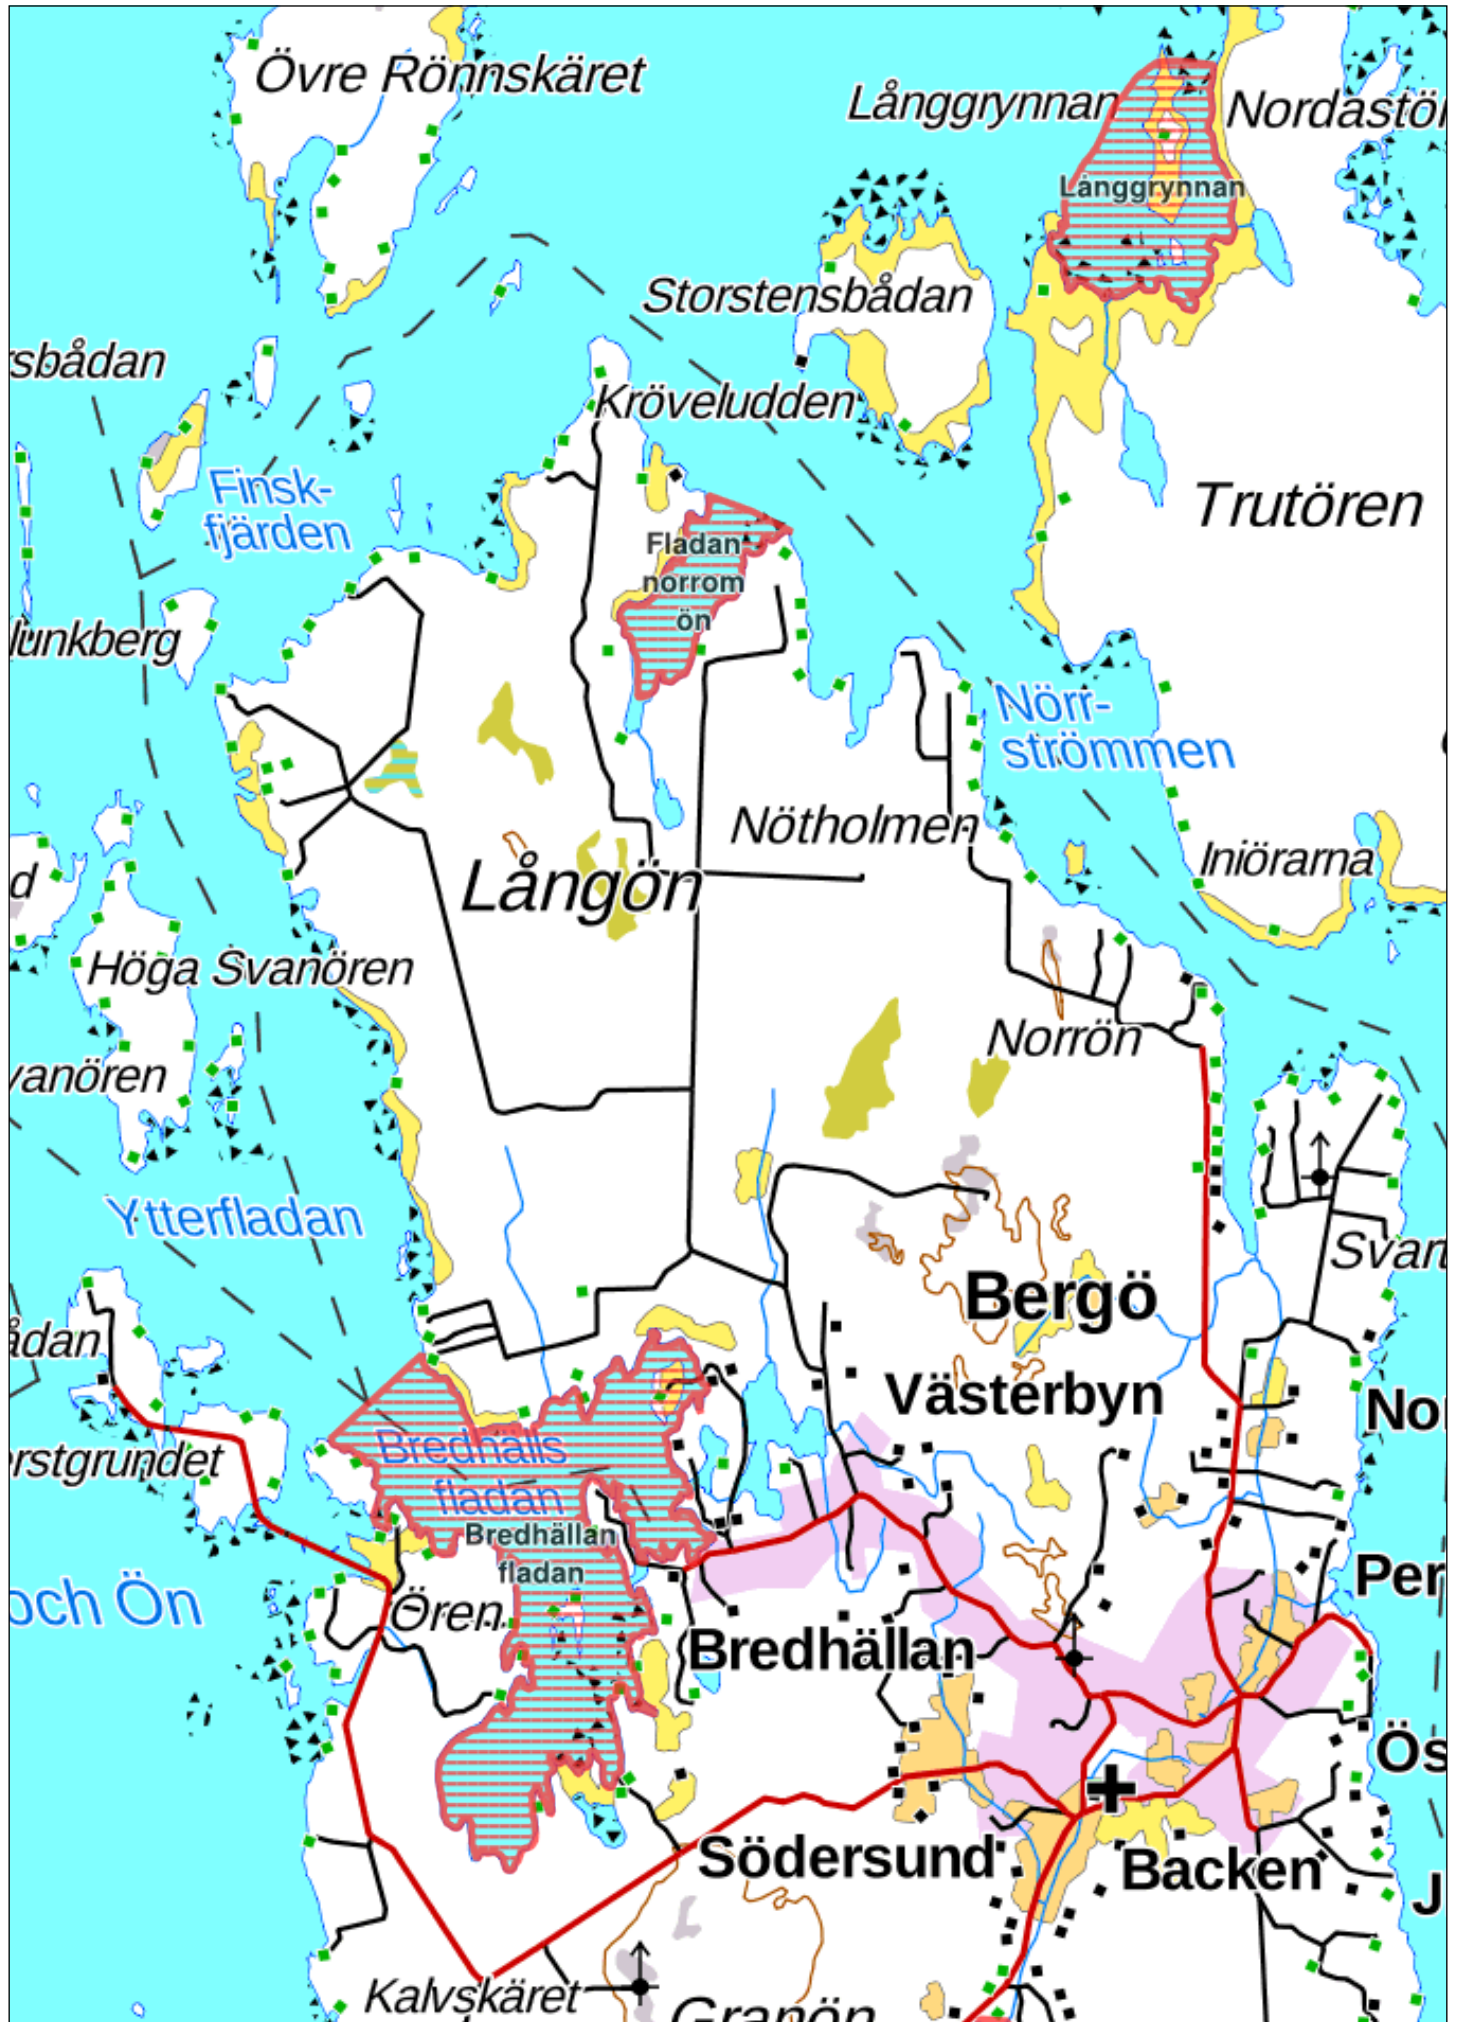 Övre Rönnskäret
Långgrynnan
Nordastör
Långgrynnan
Storstensbådan
rsbådan
Kröveludden
Finsk-
fjärden
Trutören
Fladan
norrom
ön
lunkberg
Nörr-
strömmen
Nötholmen
Iniörarna
d
Långön
Höga Svanören
Norrön
vanören
Ytterfladan
Svan
Bergö
ådan
Västerbyn
No
Bredhälls
fladan
rstgrundet
Bredhällan
fladan
Per
och Ön
Ören
Bredhällan
Ös
Södersund
Backen
J
Kalvskäret
Granön